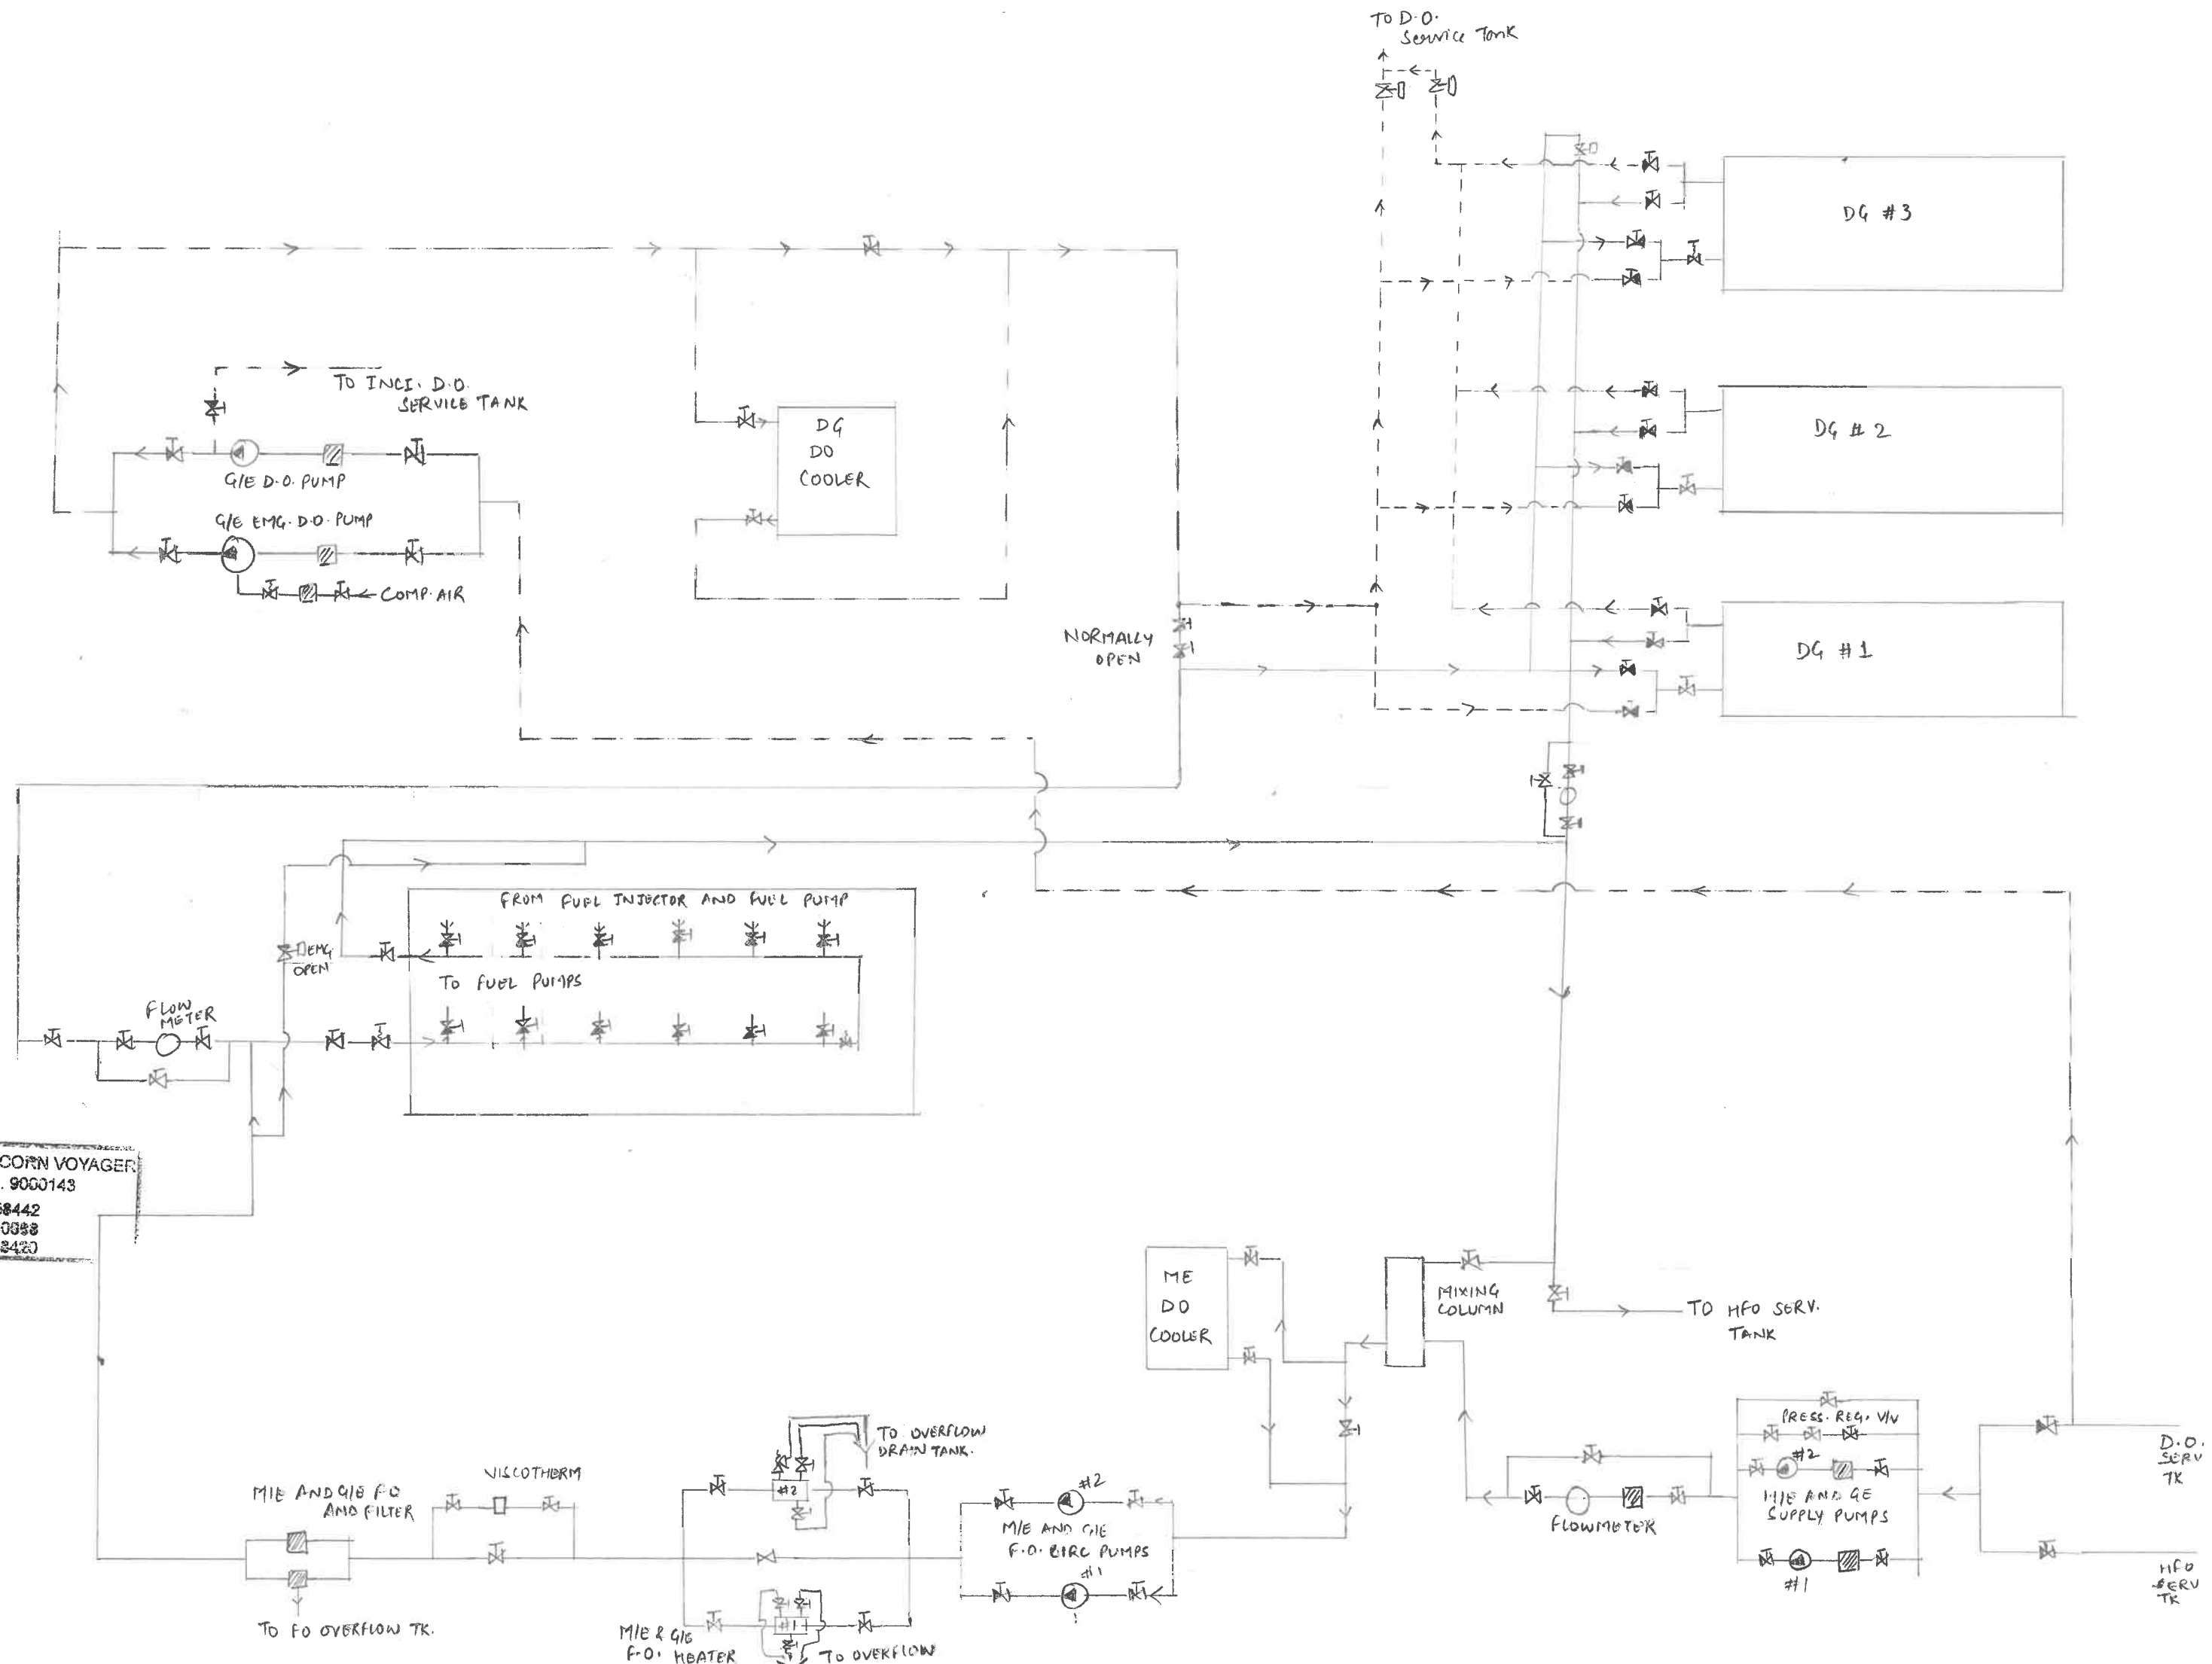 TO D.O.
Service Tank
DG #3
TO INCI. D.O.
SERVICE TANK
G/E D.O. PUMP
G/E EMG. D.O. PUMP
COMP. AIR
DG
DO
COOLER
DG # 2
NORMALLY
OPEN
DG #1
FROM FUEL INJECTOR AND FUEL PUMP
EMG
OPEN
TO FUEL PUMPS
FLOW
METER
CORN VOYAGER
. 9000143
8442
8420
ME
DO
COOLER
MIXING
COLUMN
TO HFO SERV.
TANK
PRESS. REG. V/V
#2
M/E AND GE
SUPPLY PUMPS
#1
FLOWMETER
D.O.
SERV
TK
HFO
SERV
TK
TO OVERFLOW
DRAIN TANK.
#2
VISCOTHERM
M/E AND G/E FO
AMD FILTER
TO FO OVERFLOW TK.
#2
M/E AND G/E
F.O. CIRC PUMPS
#1
M/E & G/E
F.O. HEATER
#1
TO OVERFLOW